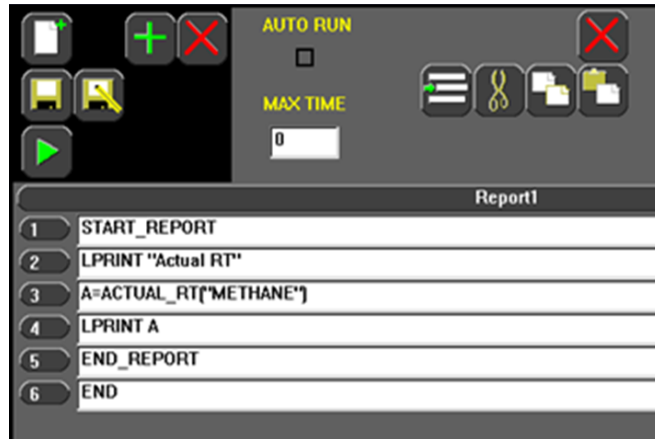 AUTO RUN
MAX TIME
0
Report1
1 START_REPORT
2 LPRINT "Actual RT"
3 A=ACTUAL_RT("METHANE")
4 LPRINT A
5 END_REPORT
6 END